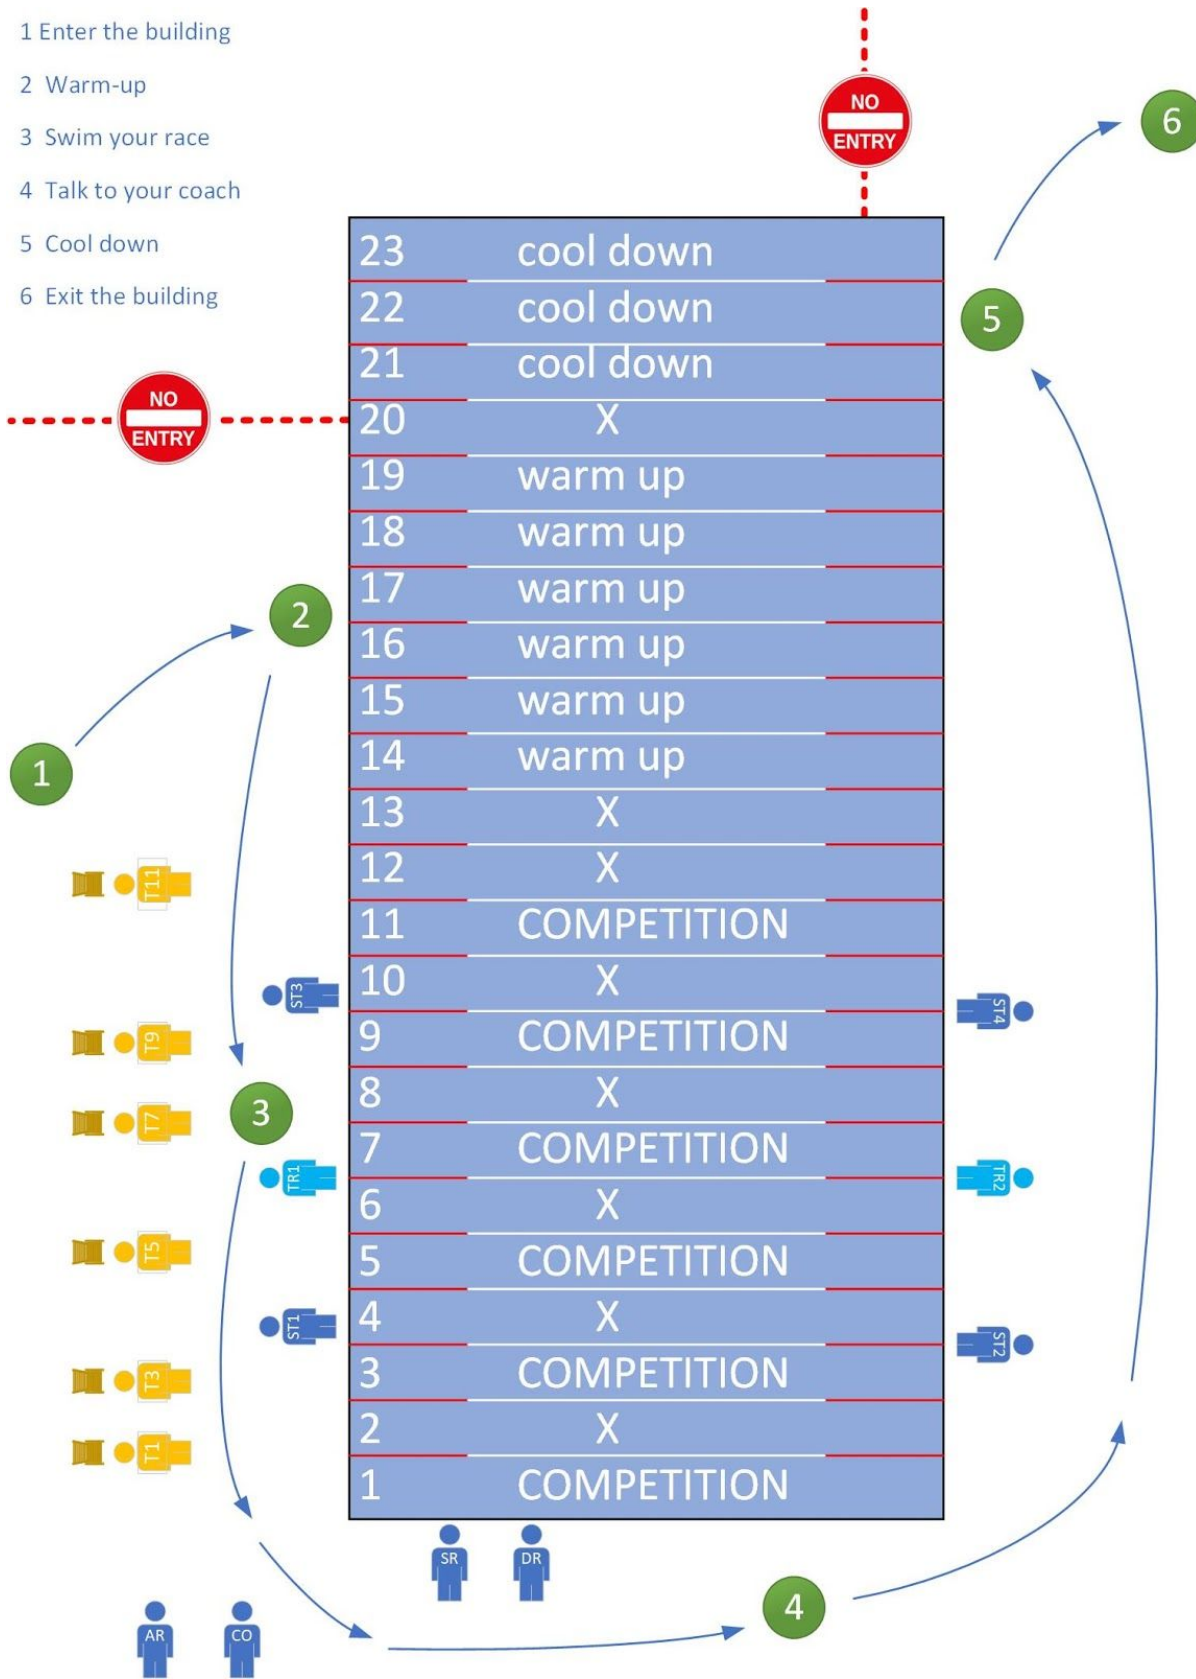 1 Enter the building
2 Warm-up
3 Swim your race
4 Talk to your coach
5 Cool down
6 Exit the building
NO
ENTRY
6
23 cool down
22 cool down
5
21 cool down
NO
ENTRY
20 X
19 warm up
18 warm up
17 warm up
2
16 warm up
15 warm up
14 warm up
1
13 X
12 X
T11
11 COMPETITION
ST3
10 X
ST4
T9
9 COMPETITION
8 X
3
T7
7 COMPETITION
TR1
TR2
6 X
T5
5 COMPETITION
ST1
4 X
ST2
T3
3 COMPETITION
2 X
T1
1 COMPETITION
SR DR
4
AR CO